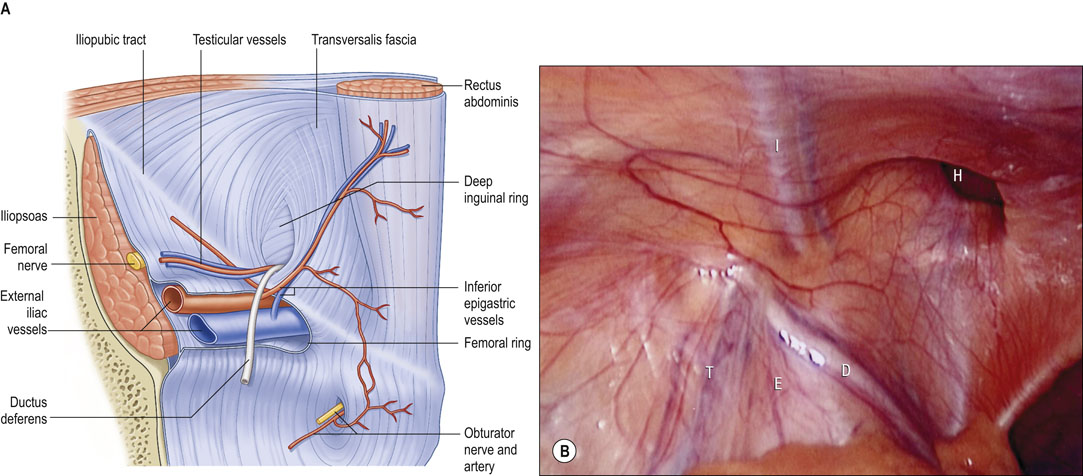 A
Iliopubic tract
Testicular vessels
Transversalis fascia
Rectus
abdominis
Deep
inguinal ring
Iliopsoas
Femoral
nerve
External
iliac
vessels
Inferior
epigastric
vessels
Femoral ring
Ductus
deferens
Obturator
nerve and
artery
I
H
T
E
D
B